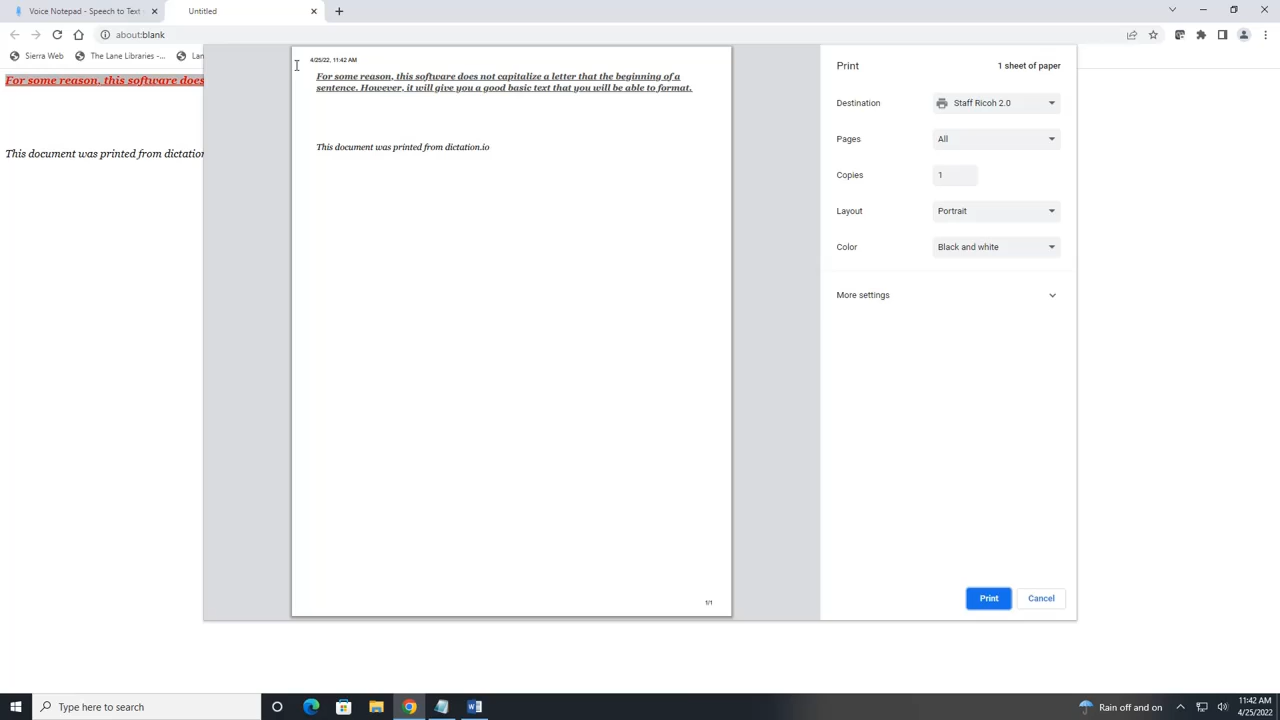 Voice Notepad - Speech to Text
Untitled
about:blank
Sierra Web
The Lane Libraries -...
Lan
For some reason, this software does
This document was printed from dictation
4/25/22, 11:42 AM
For some reason, this software does not capitalize a letter that the beginning of a
sentence. However, it will give you a good basic text that you will be able to format.
This document was printed from dictation.io
1/1
Print
1 sheet of paper
Destination
Staff Ricoh 2.0
Pages
All
Copies
1
Layout
Portrait
Color
Black and white
More settings
Print
Cancel
Type here to search
Rain off and on
11:42 AM
4/25/2022